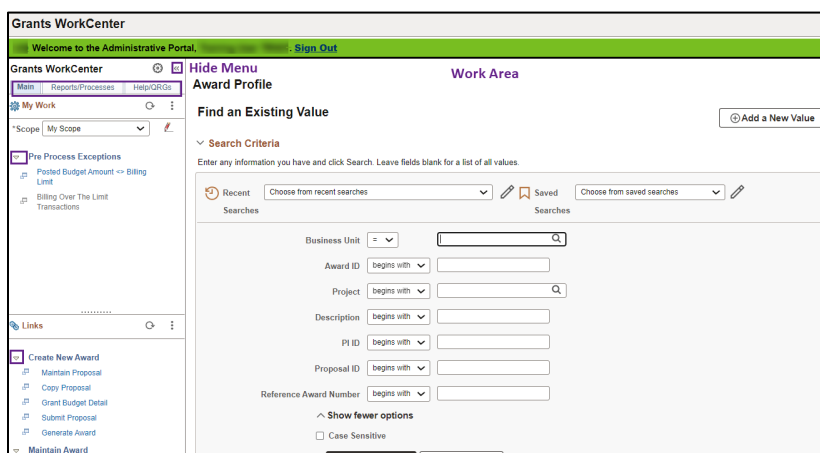 Grants WorkCenter
Welcome to the Administrative Portal, . Sign Out
Grants WorkCenter
Hide Menu
Work Area
Main Reports/Processes Help/QRGs
Award Profile
My Work
*Scope My Scope
Find an Existing Value
Add a New Value
Search Criteria
Enter any information you have and click Search. Leave fields blank for a list of all values.
Pre Process Exceptions
Posted Budget Amount <> Billing
Limit
Billing Over The Limit
Transactions
Recent Choose from recent searches Saved Choose from saved searches
Searches Searches
Business Unit =
Award ID begins with
Project begins with
Description begins with
PI ID begins with
Proposal ID begins with
Reference Award Number begins with
Show fewer options
Case Sensitive
Links
Create New Award
Maintain Proposal
Copy Proposal
Grant Budget Detail
Submit Proposal
Generate Award
Maintain Award